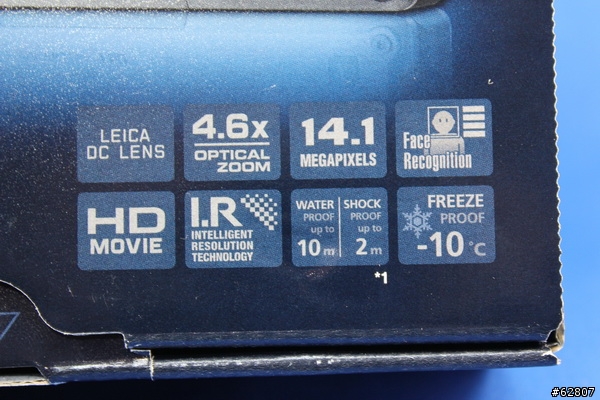 LEICA
DC LENS
4.6x
OPTICAL
ZOOM
14.1
MEGAPIXELS
Face
Recognition
HD
MOVIE
I.R
INTELLIGENT
RESOLUTION
TECHNOLOGY
WATER
PROOF
up to
10m
SHOCK
PROOF
up to
2m
FREEZE
PROOF
-10°C
*1
#62807